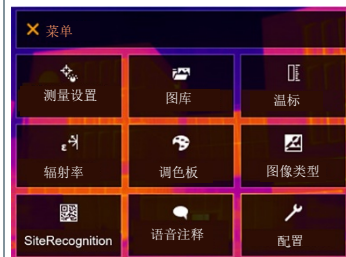 菜单
测量设置
图库
温标
辐射率
调色板
图像类型
SiteRecognition
语音注释
配置